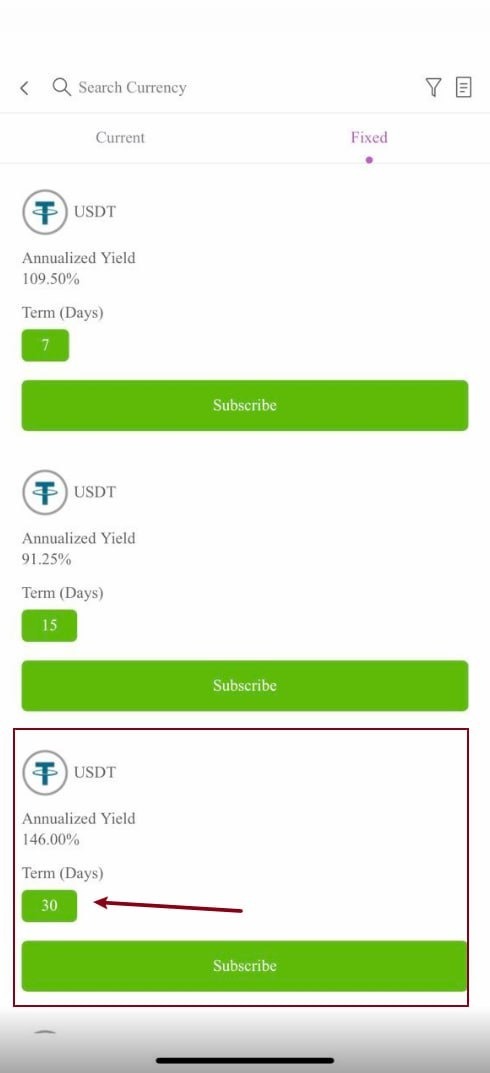 Search Currency
Current Fixed
USDT
Annualized Yield
109.50%
Term (Days)
7
Subscribe
USDT
Annualized Yield
91.25%
Term (Days)
15
Subscribe
USDT
Annualized Yield
146.00%
Term (Days)
30
Subscribe